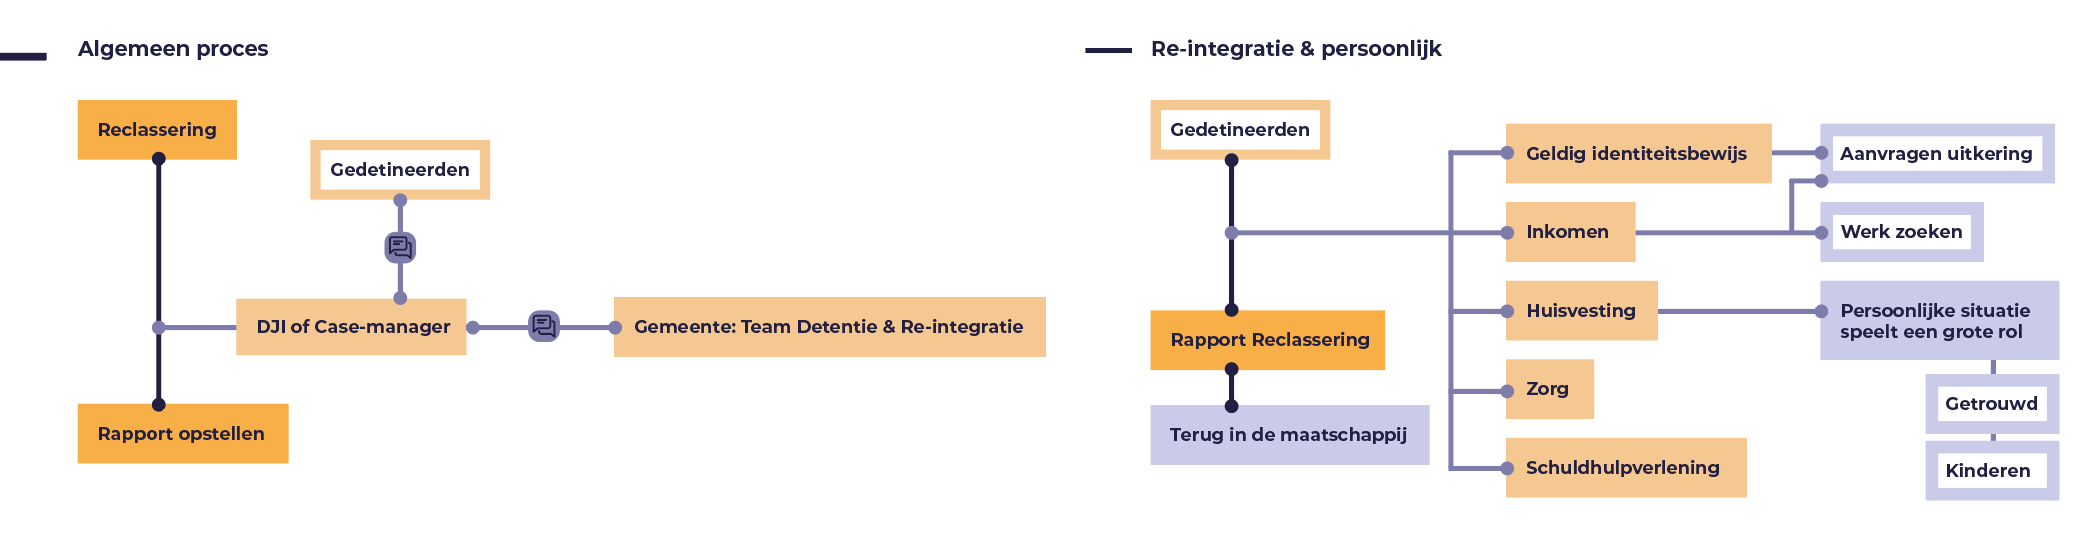 Algemeen proces
Reclassering
Gedetineerden
DJI of Case-manager
Gemeente: Team Detentie & Re-integratie
Rapport opstellen
Re-integratie & persoonlijk
Gedetineerden
Rapport Reclassering
Terug in de maatschappij
Geldig identiteitsbewijs
Aanvragen uitkering
Inkomen
Werk zoeken
Huisvesting
Persoonlijke situatie
speelt een grote rol
Getrouwd
Kinderen
Zorg
Schuldhulpverlening